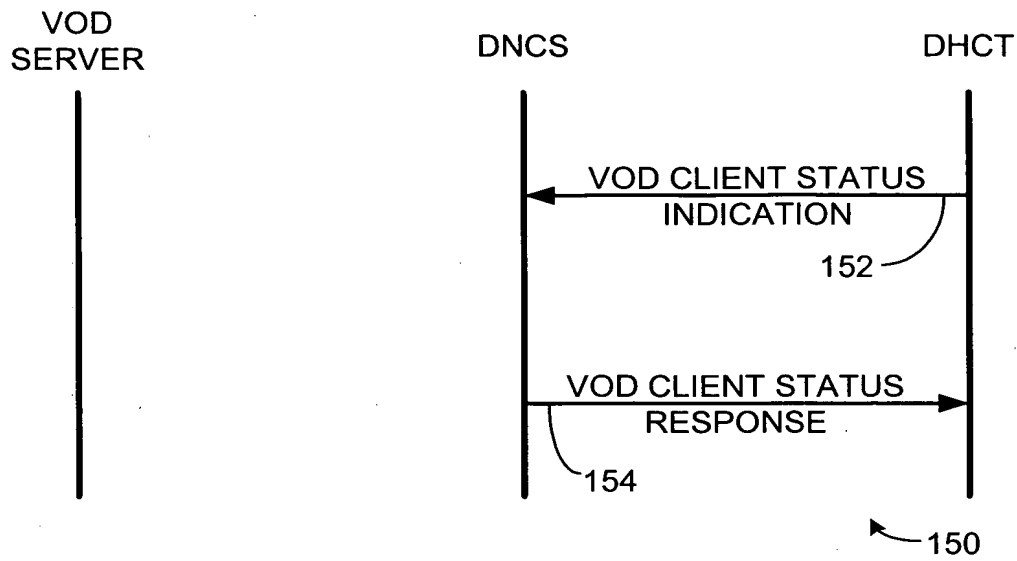 VOD
SERVER
DNCS
DHCT
VOD CLIENT STATUS
INDICATION
152
VOD CLIENT STATUS
RESPONSE
154
150